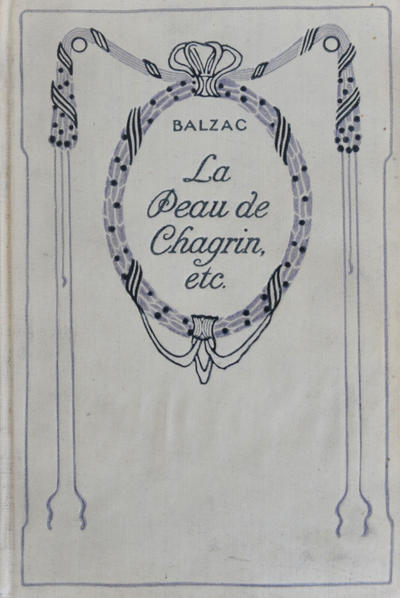 BALZAC
La
Peau de
Chagrin,
etc.